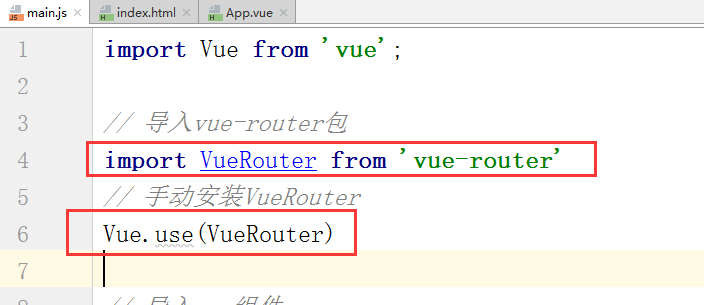 main.js × index.html × App.vue ×
1 import Vue from 'vue';
2
3 // 导入vue-router包
4 import VueRouter from 'vue-router'
5 // 手动安装VueRouter
6 Vue.use(VueRouter)
7